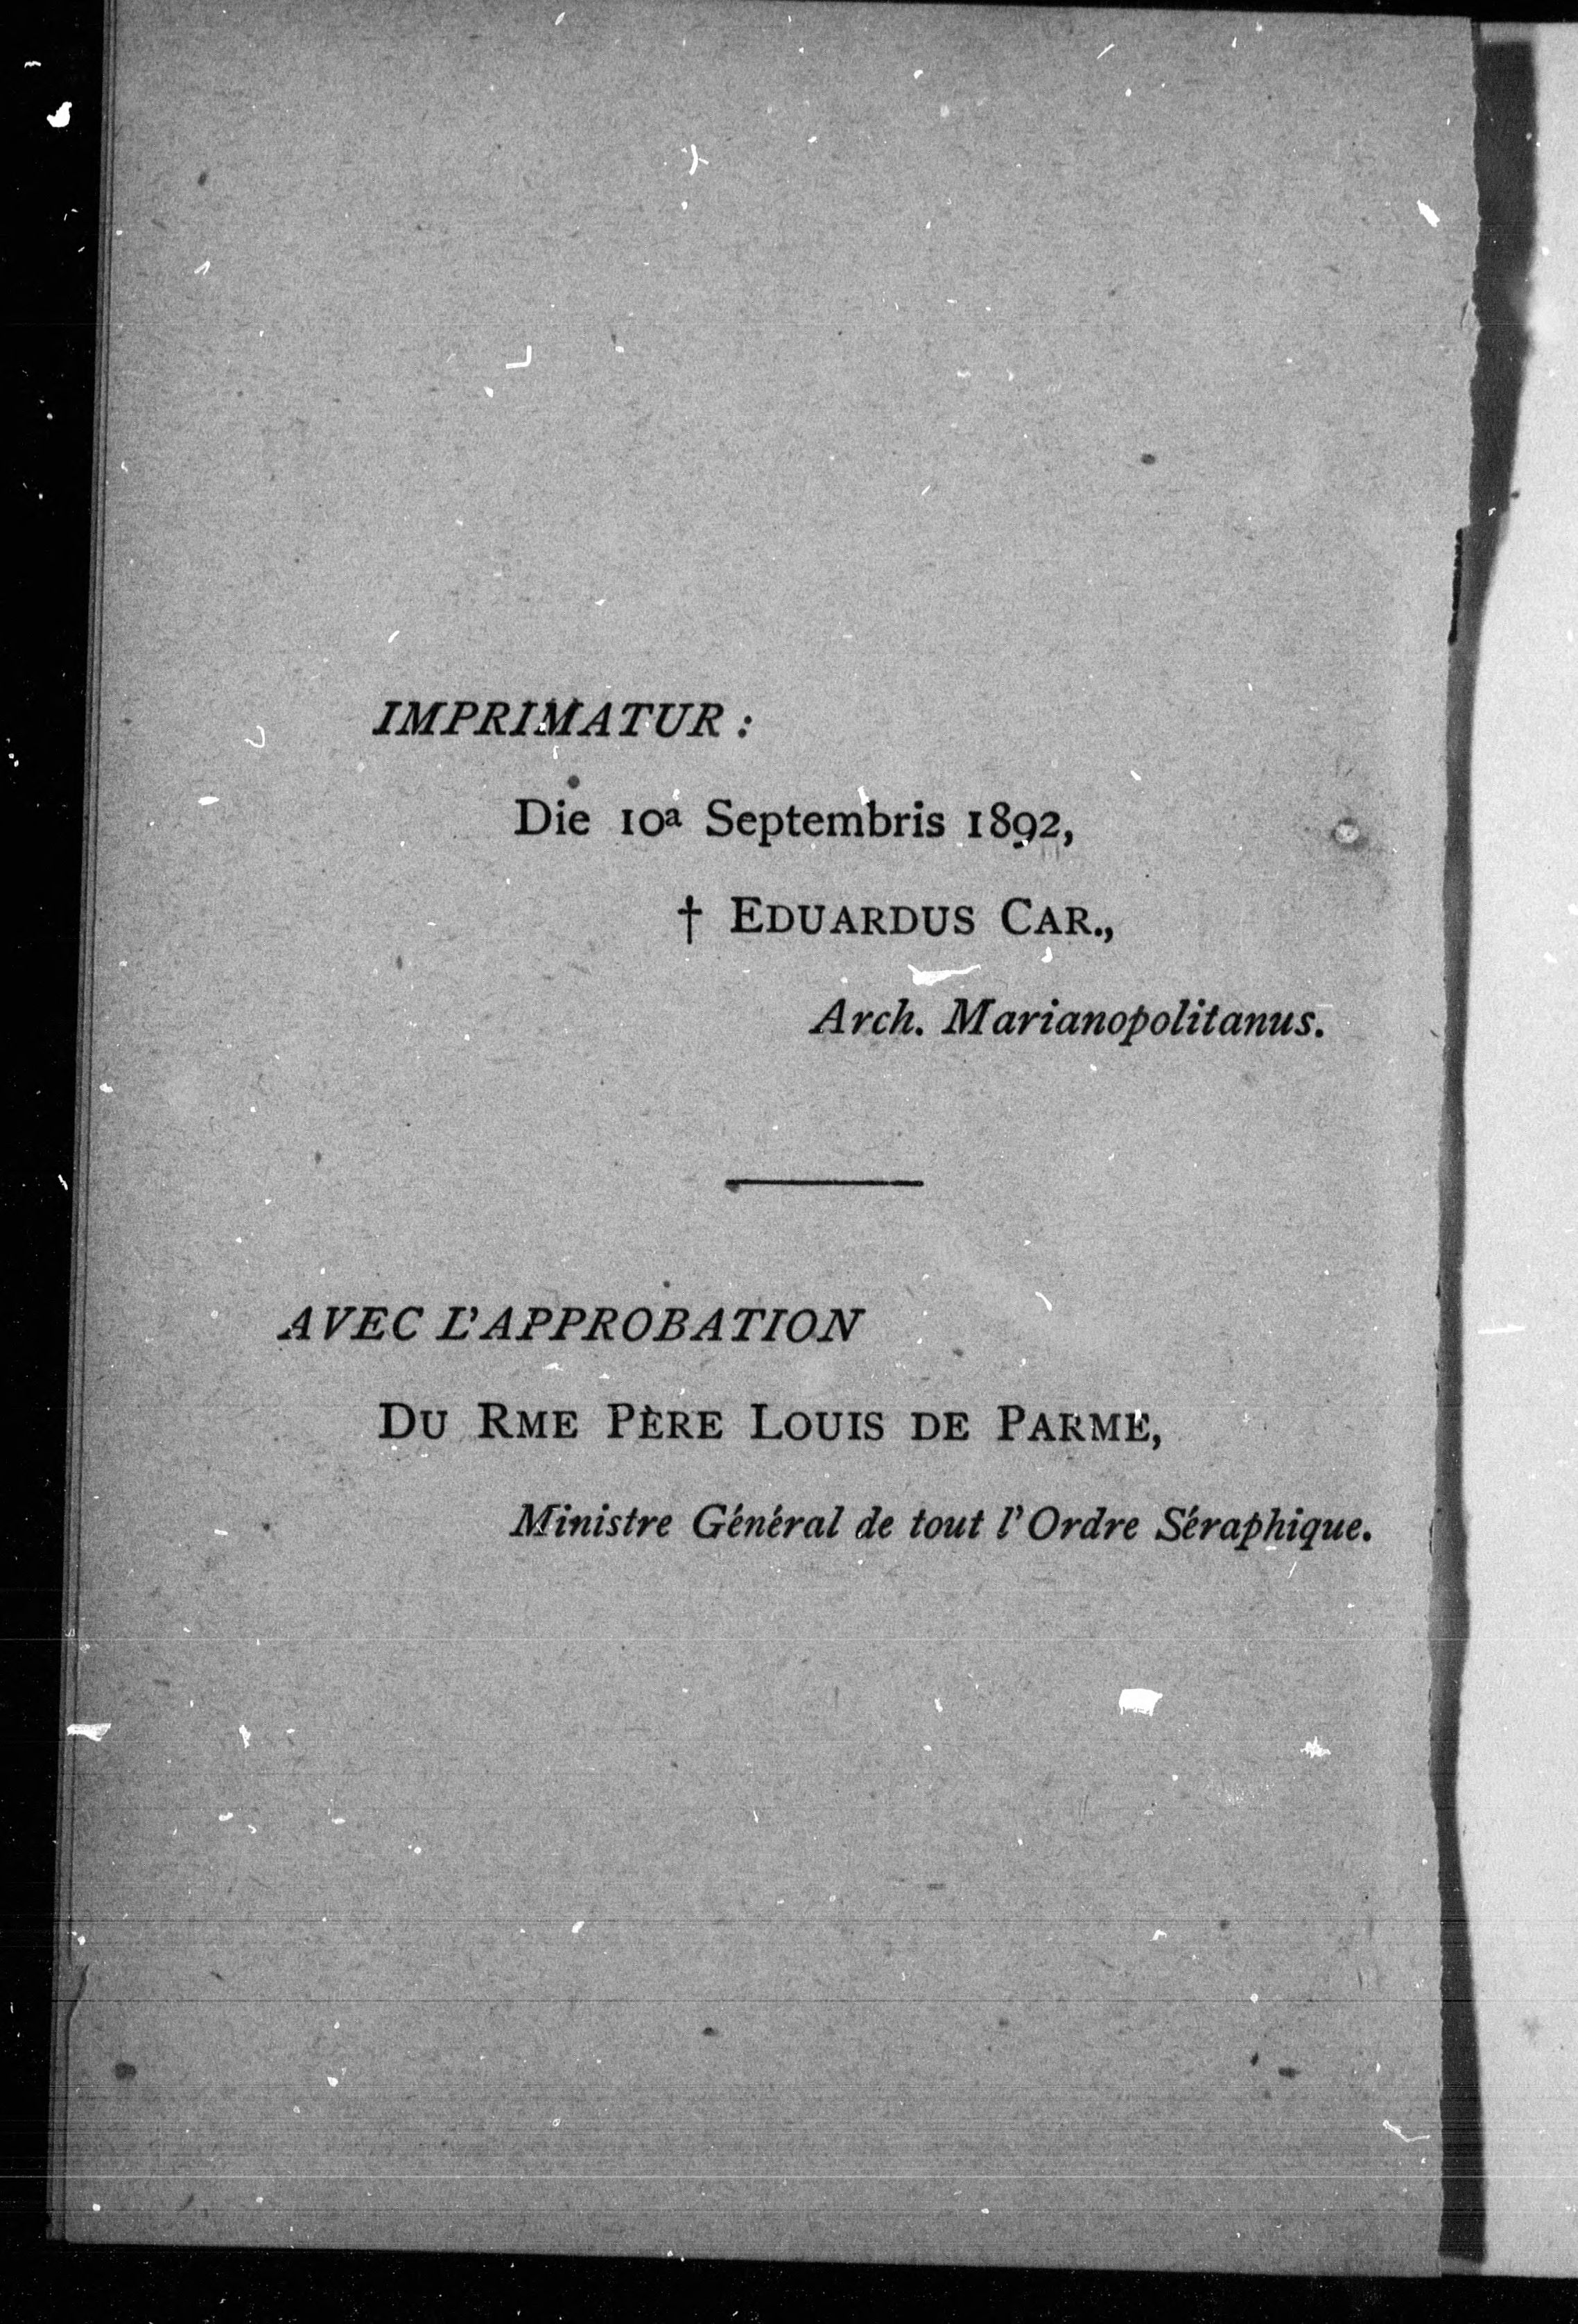 IMPRIMATUR :
Die 10a Septembris 1892,
† EDUARDUS CAR.,
Arch. Marianopolitanus.
AVEC L'APPROBATION
DU RME PÈRE LOUIS DE PARME,
Ministre Général de tout l'Ordre Séraphique.